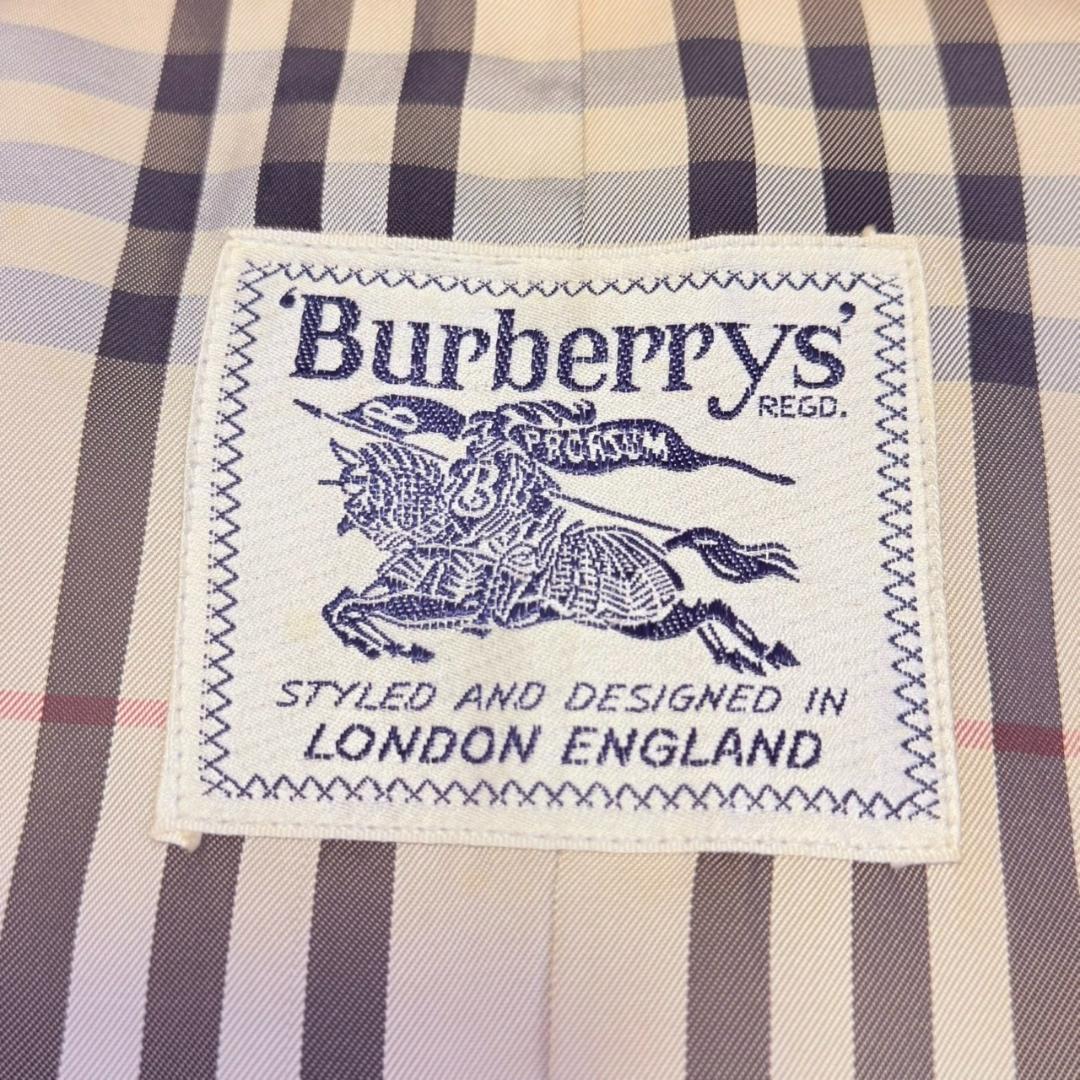 'Burberrys'
REGD.
B
PRORSUM
B
STYLED AND DESIGNED IN
LONDON ENGLAND